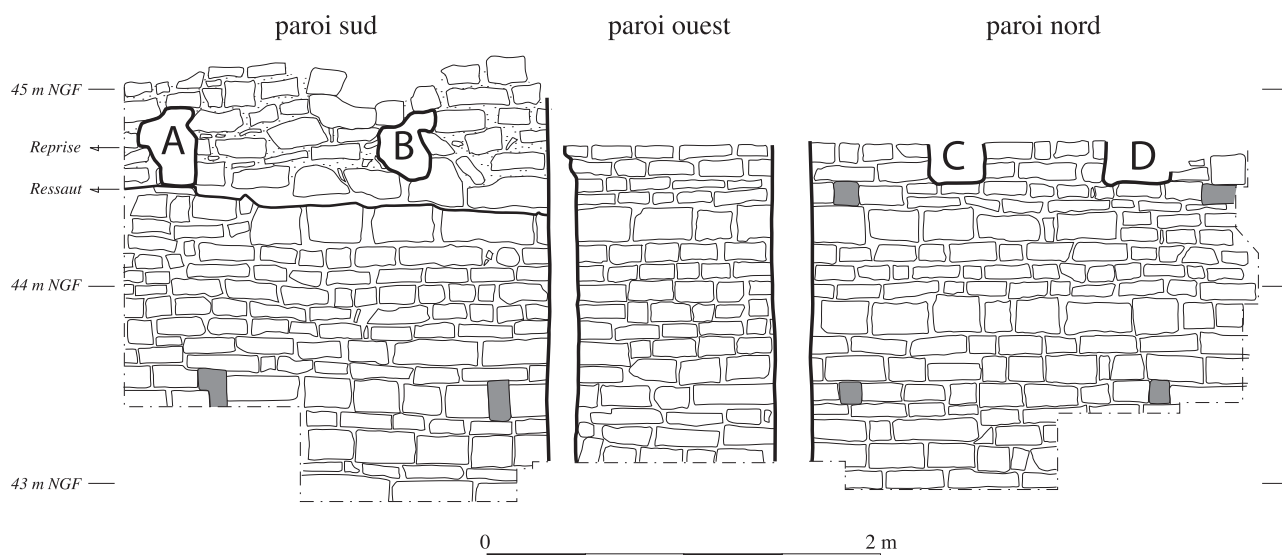 paroi sud paroi ouest paroi nord
45 m NGF
A
B
Reprise
C
D
Ressaut
44 m NGF
43 m NGF
0 2 m